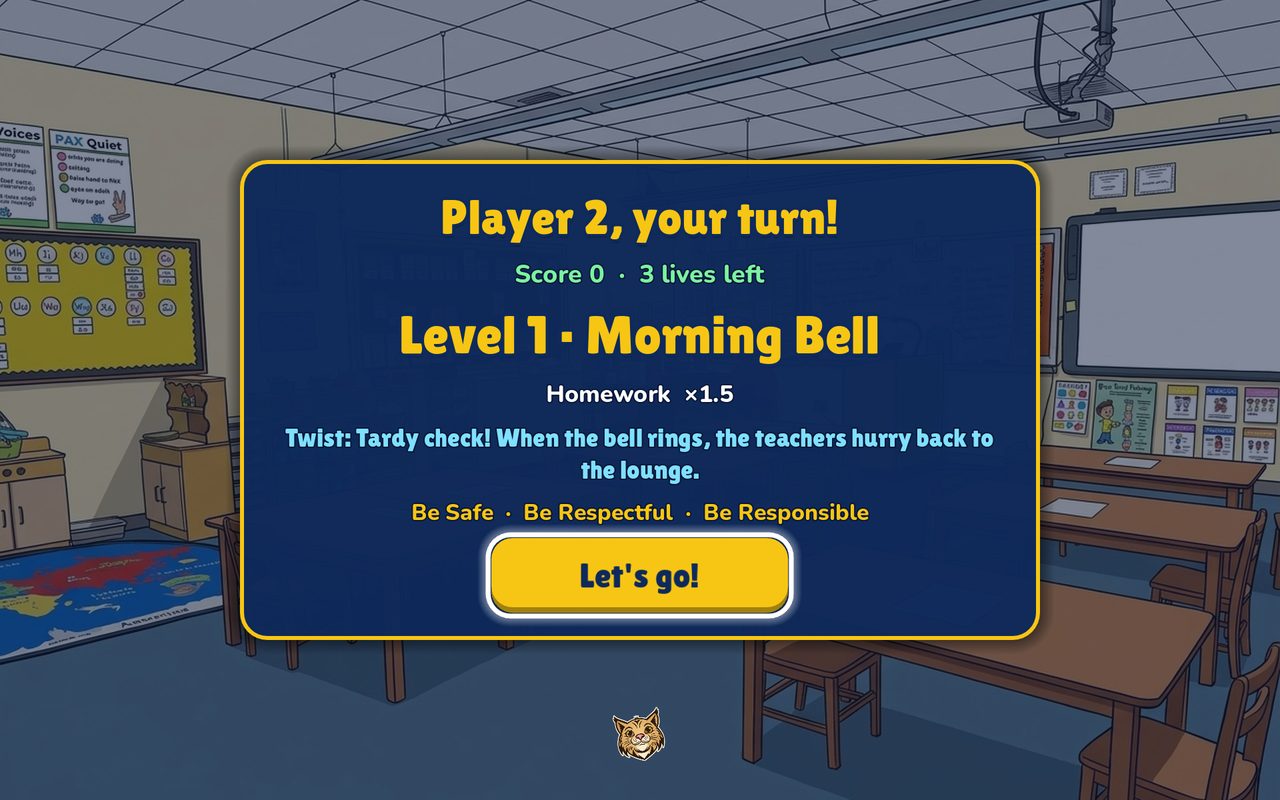 Voices
PAX Quiet
Player 2, your turn!
Score 0 · 3 lives left
Level 1 · Morning Bell
Homework ×1.5
Twist: Tardy check! When the bell rings, the teachers hurry back to
the lounge.
Be Safe · Be Respectful · Be Responsible
Let's go!